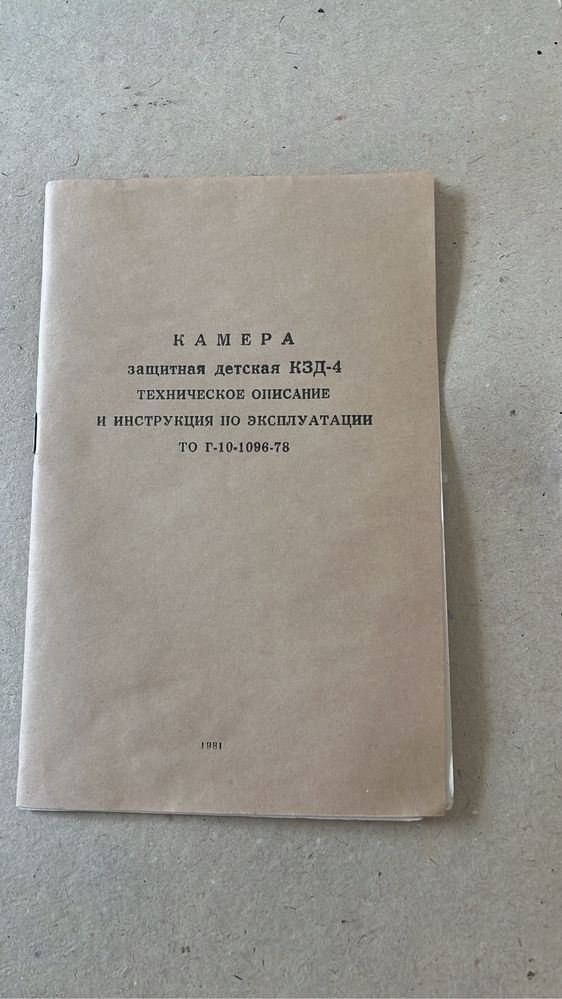 КАМЕРА
защитная детская КЗД-4
ТЕХНИЧЕСКОЕ ОПИСАНИЕ
И ИНСТРУКЦИЯ ПО ЭКСПЛУАТАЦИИ
ТО Г-10-1096-78
1981